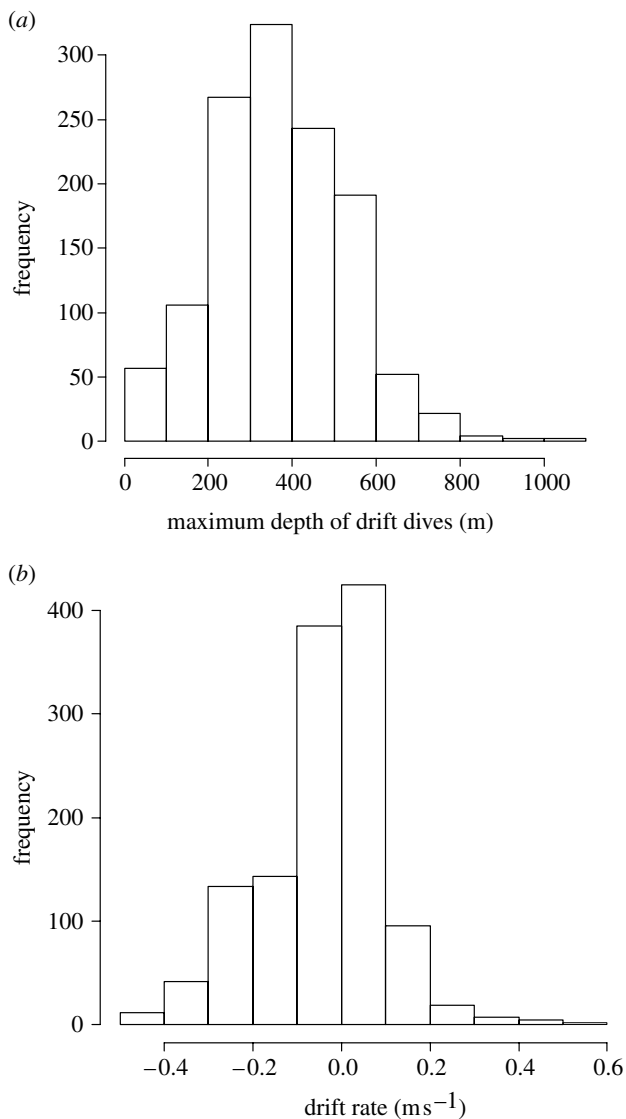 (a)
300
250
200
150
100
50
0
frequency
0 200 400 600 800 1000
maximum depth of drift dives (m)
(b)
400
300
200
100
0
frequency
−0.4 −0.2 0.0 0.2 0.4 0.6
drift rate (m s⁻¹)